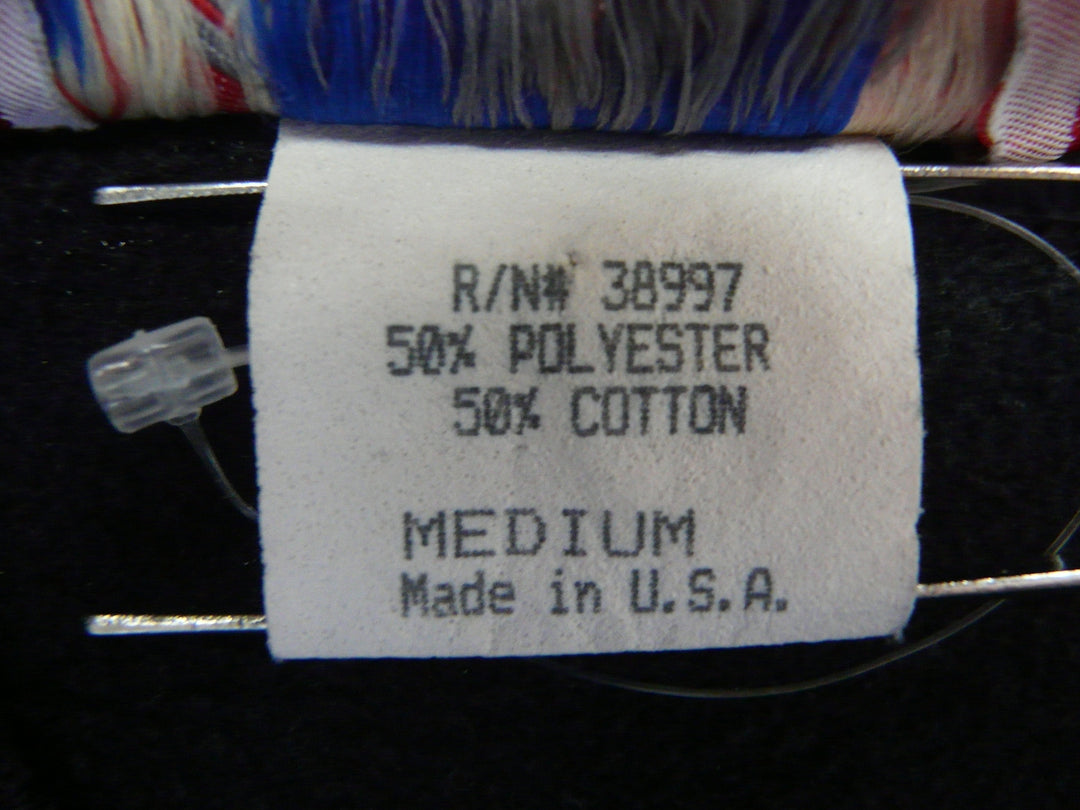 R/N# 38997
50% POLYESTER
50% COTTON
MEDIUM
Made in U.S.A.